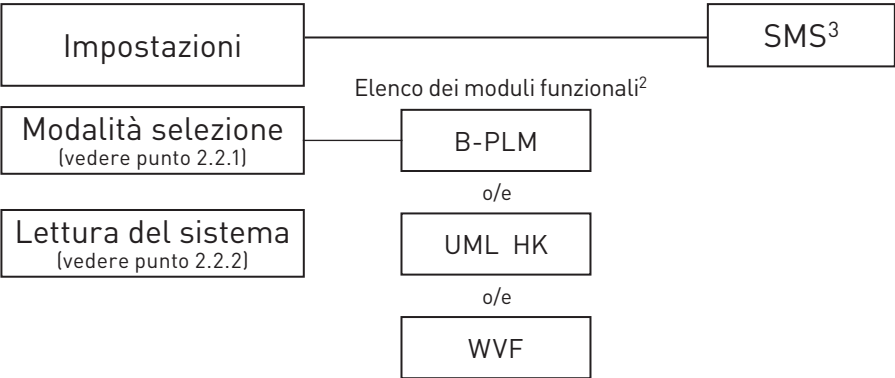 Impostazioni
SMS³
Elenco dei moduli funzionali²
Modalità selezione
(vedere punto 2.2.1)
B-PLM
o/e
Lettura del sistema
(vedere punto 2.2.2)
UML HK
o/e
WVF